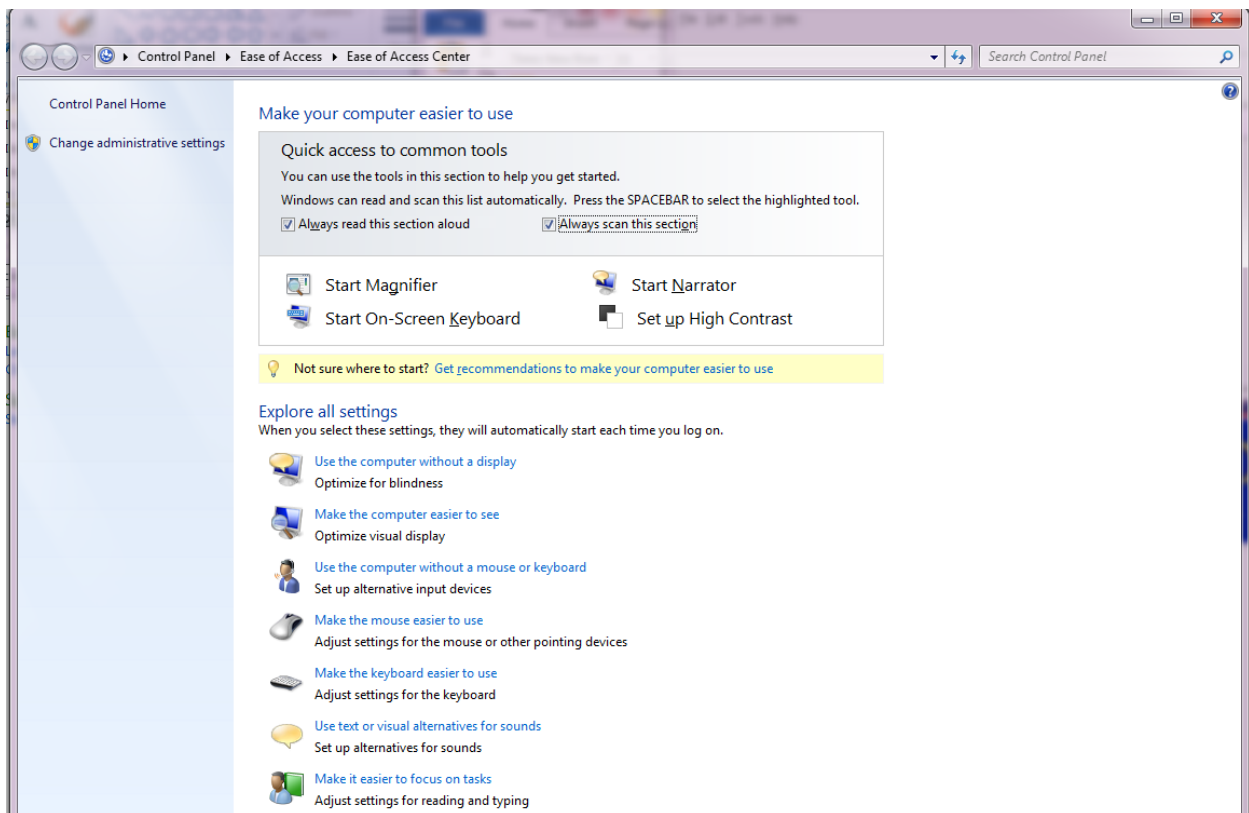 Control Panel Ease of Access Ease of Access Center Search Control Panel
Control Panel Home
Change administrative settings
Make your computer easier to use
Quick access to common tools
You can use the tools in this section to help you get started.
Windows can read and scan this list automatically. Press the SPACEBAR to select the highlighted tool.
Always read this section aloud Always scan this section
Start Magnifier Start Narrator
Start On-Screen Keyboard Set up High Contrast
Not sure where to start? Get recommendations to make your computer easier to use
Explore all settings
When you select these settings, they will automatically start each time you log on.
Use the computer without a display
Optimize for blindness
Make the computer easier to see
Optimize visual display
Use the computer without a mouse or keyboard
Set up alternative input devices
Make the mouse easier to use
Adjust settings for the mouse or other pointing devices
Make the keyboard easier to use
Adjust settings for the keyboard
Use text or visual alternatives for sounds
Set up alternatives for sounds
Make it easier to focus on tasks
Adjust settings for reading and typing